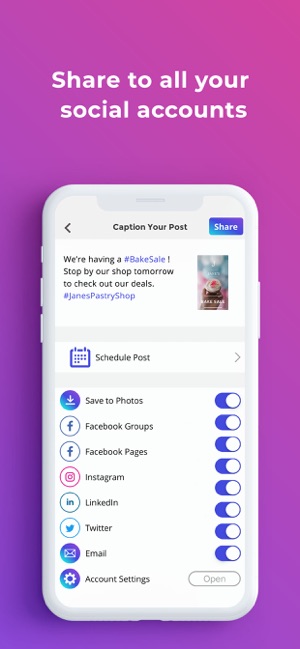 Share to all your
social accounts
Caption Your Post
Share
We're having a #BakeSale !
Stop by our shop tomorrow
to check out our deals.
#JanesPastryShop
BAKE SALE
Schedule Post
Save to Photos
Facebook Groups
Facebook Pages
Instagram
LinkedIn
Twitter
Email
Account Settings
Open